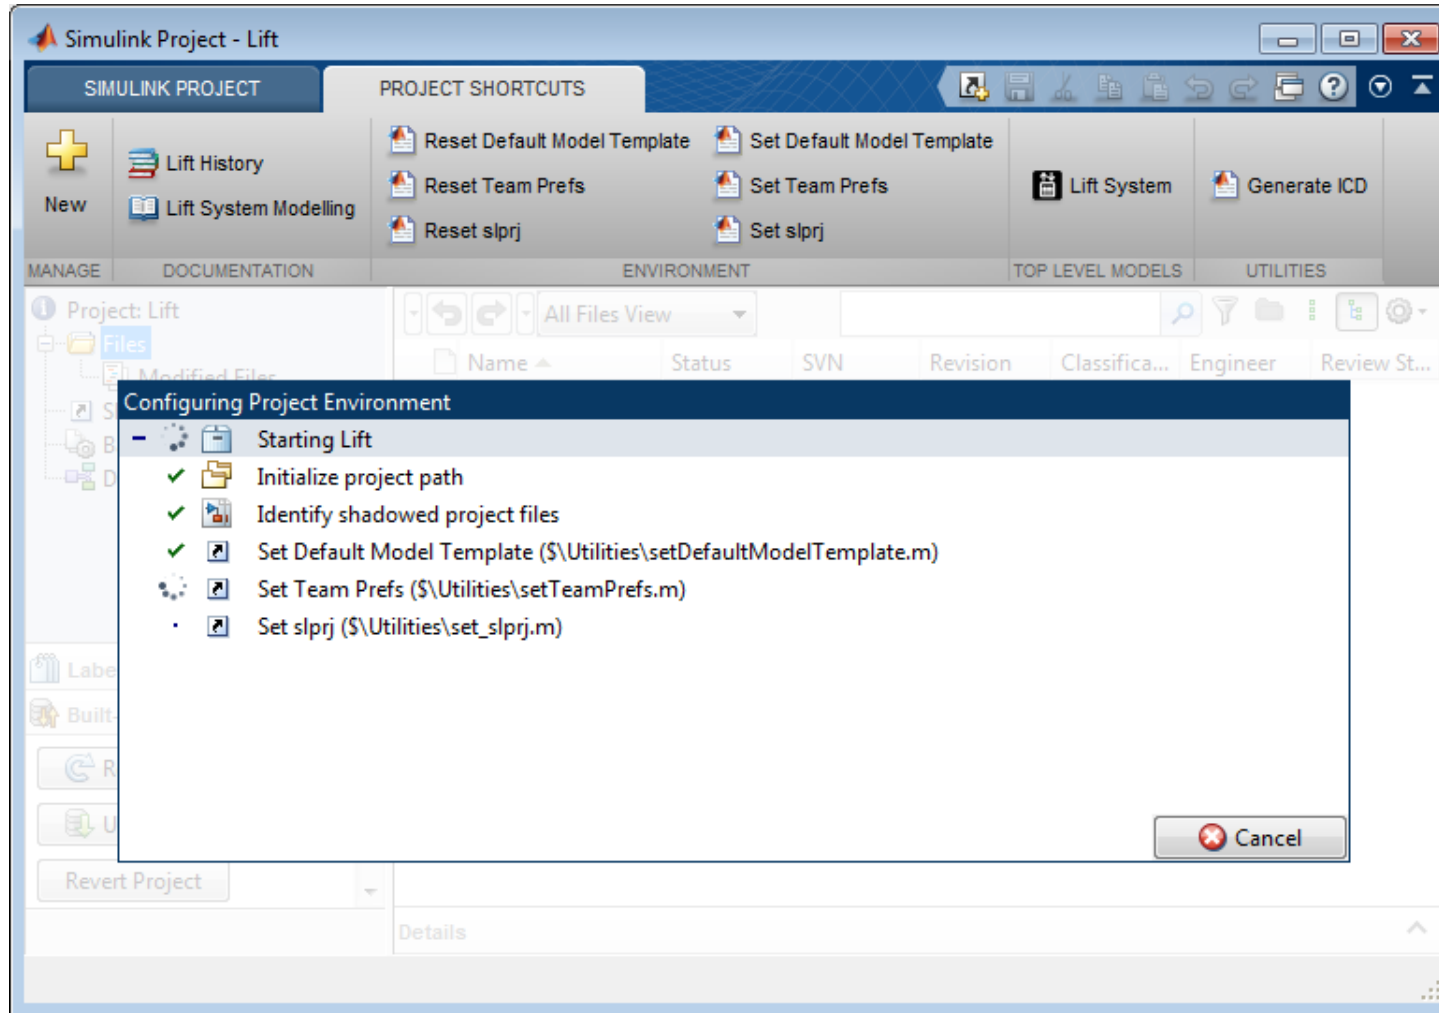 Simulink Project - Lift
SIMULINK PROJECT
PROJECT SHORTCUTS
New
Lift History
Lift System Modelling
Reset Default Model Template
Set Default Model Template
Reset Team Prefs
Set Team Prefs
Reset slprj
Set slprj
Lift System
Generate ICD
MANAGE
DOCUMENTATION
ENVIRONMENT
TOP LEVEL MODELS
UTILITIES
Project: Lift
Files
Modified Files
All Files View
Name
Status
SVN
Revision
Classifica...
Engineer
Review St...
Configuring Project Environment
Starting Lift
Initialize project path
Identify shadowed project files
Set Default Model Template ($\Utilities\setDefaultModelTemplate.m)
Set Team Prefs ($\Utilities\setTeamPrefs.m)
Set slprj ($\Utilities\set_slprj.m)
Cancel
S
B
D
Labe
Built-
R
U
Revert Project
Details